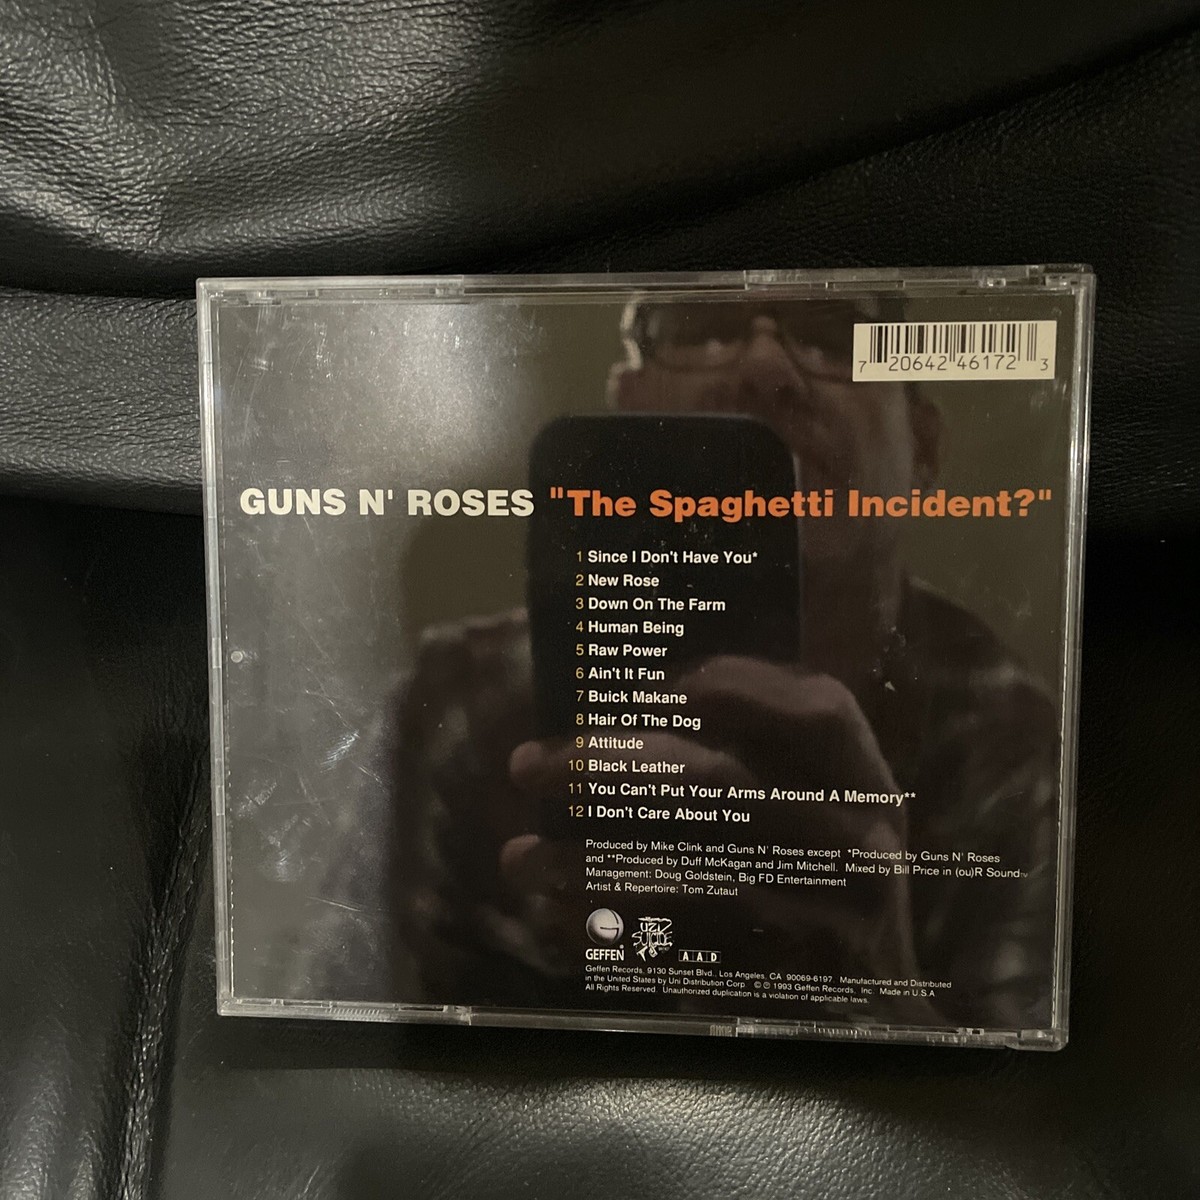 7 20642 46172 3
GUNS N' ROSES "The Spaghetti Incident?"
1 Since I Don't Have You*
2 New Rose
3 Down On The Farm
4 Human Being
5 Raw Power
6 Ain't It Fun
7 Buick Makane
8 Hair Of The Dog
9 Attitude
10 Black Leather
11 You Can't Put Your Arms Around A Memory**
12 I Don't Care About You
Produced by Mike Clink and Guns N' Roses except *Produced by Guns N' Roses
and **Produced by Duff McKagan and Jim Mitchell. Mixed by Bill Price in (ou)R Sound™
Management: Doug Goldstein, Big FD Entertainment
Artist & Repertoire: Tom Zutaut
UZI
SUICIDE
GEFFEN®
AAD
Geffen Records, 9130 Sunset Blvd., Los Angeles, CA 90069-6197. Manufactured and Distributed
in the United States by Uni Distribution Corp. © ℗ 1993 Geffen Records, Inc. Made in U.S.A.
All Rights Reserved. Unauthorized duplication is a violation of applicable laws.